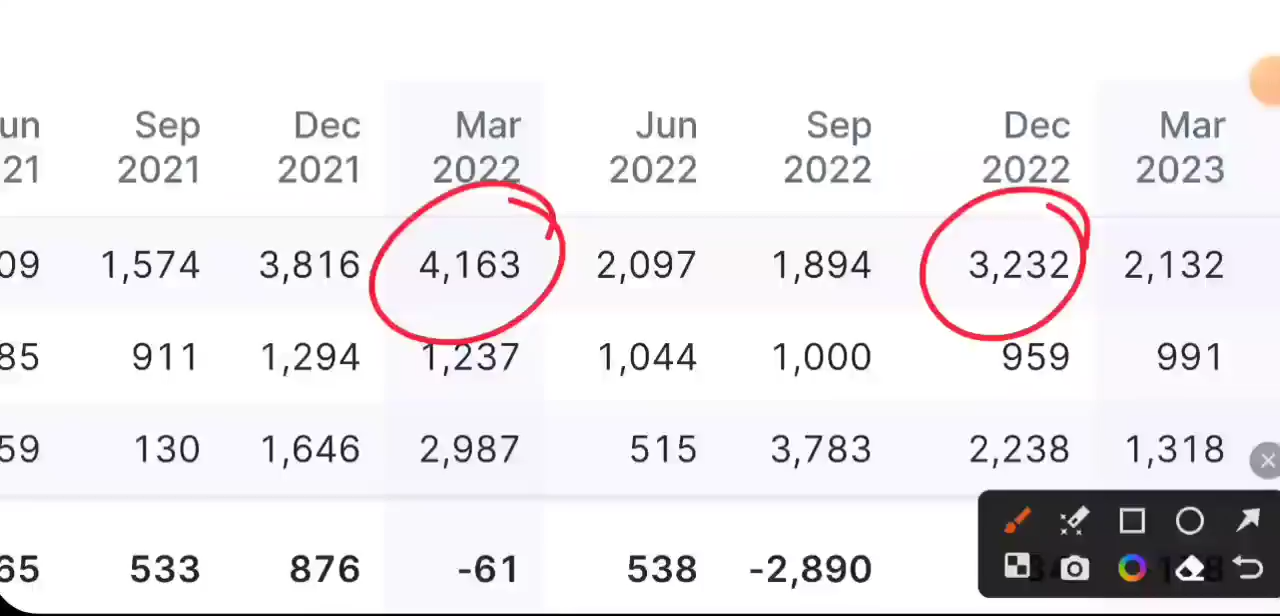 un Sep Dec Mar Jun Sep Dec Mar
21 2021 2021 2022 2022 2022 2022 2023
09 1,574 3,816 4,163 2,097 1,894 3,232 2,132
85 911 1,294 1,237 1,044 1,000 959 991
59 130 1,646 2,987 515 3,783 2,238 1,318
65 533 876 -61 538 -2,890